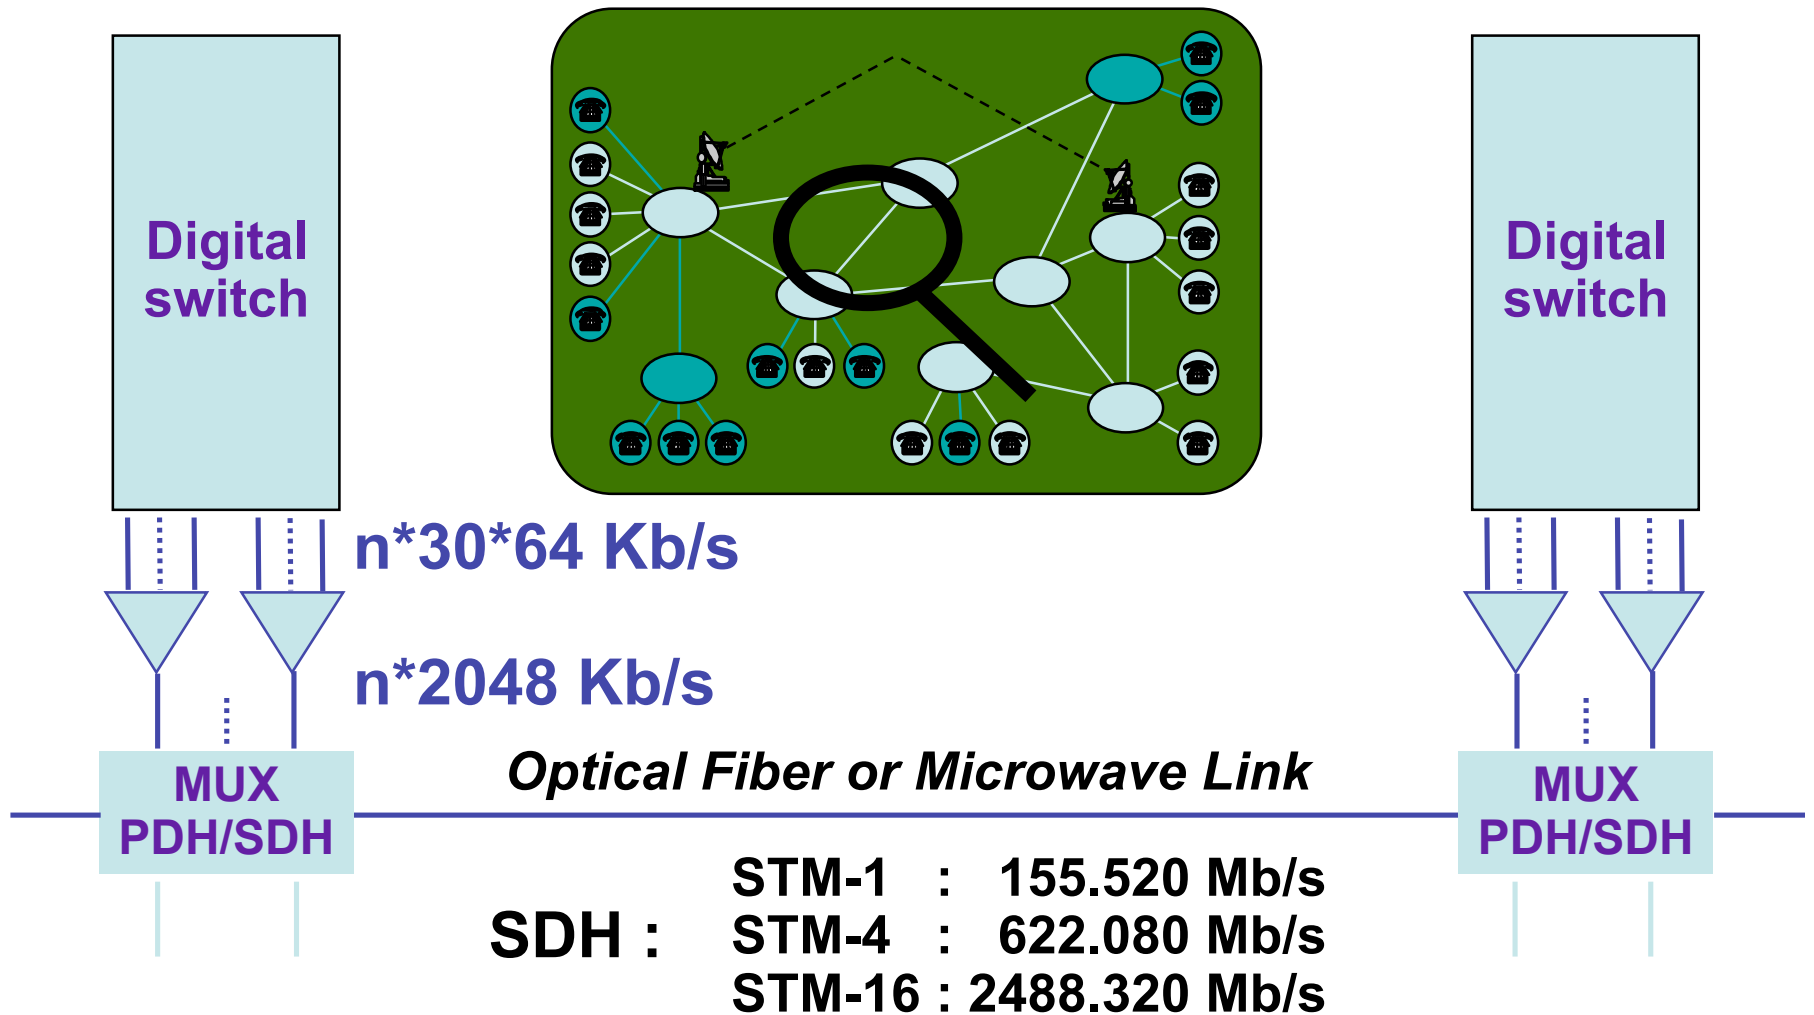 Digital
switch
Digital
switch
n*30*64 Kb/s
n*2048 Kb/s
Optical Fiber or Microwave Link
MUX
PDH/SDH
MUX
PDH/SDH
SDH :
STM-1 : 155.520 Mb/s
STM-4 : 622.080 Mb/s
STM-16 : 2488.320 Mb/s